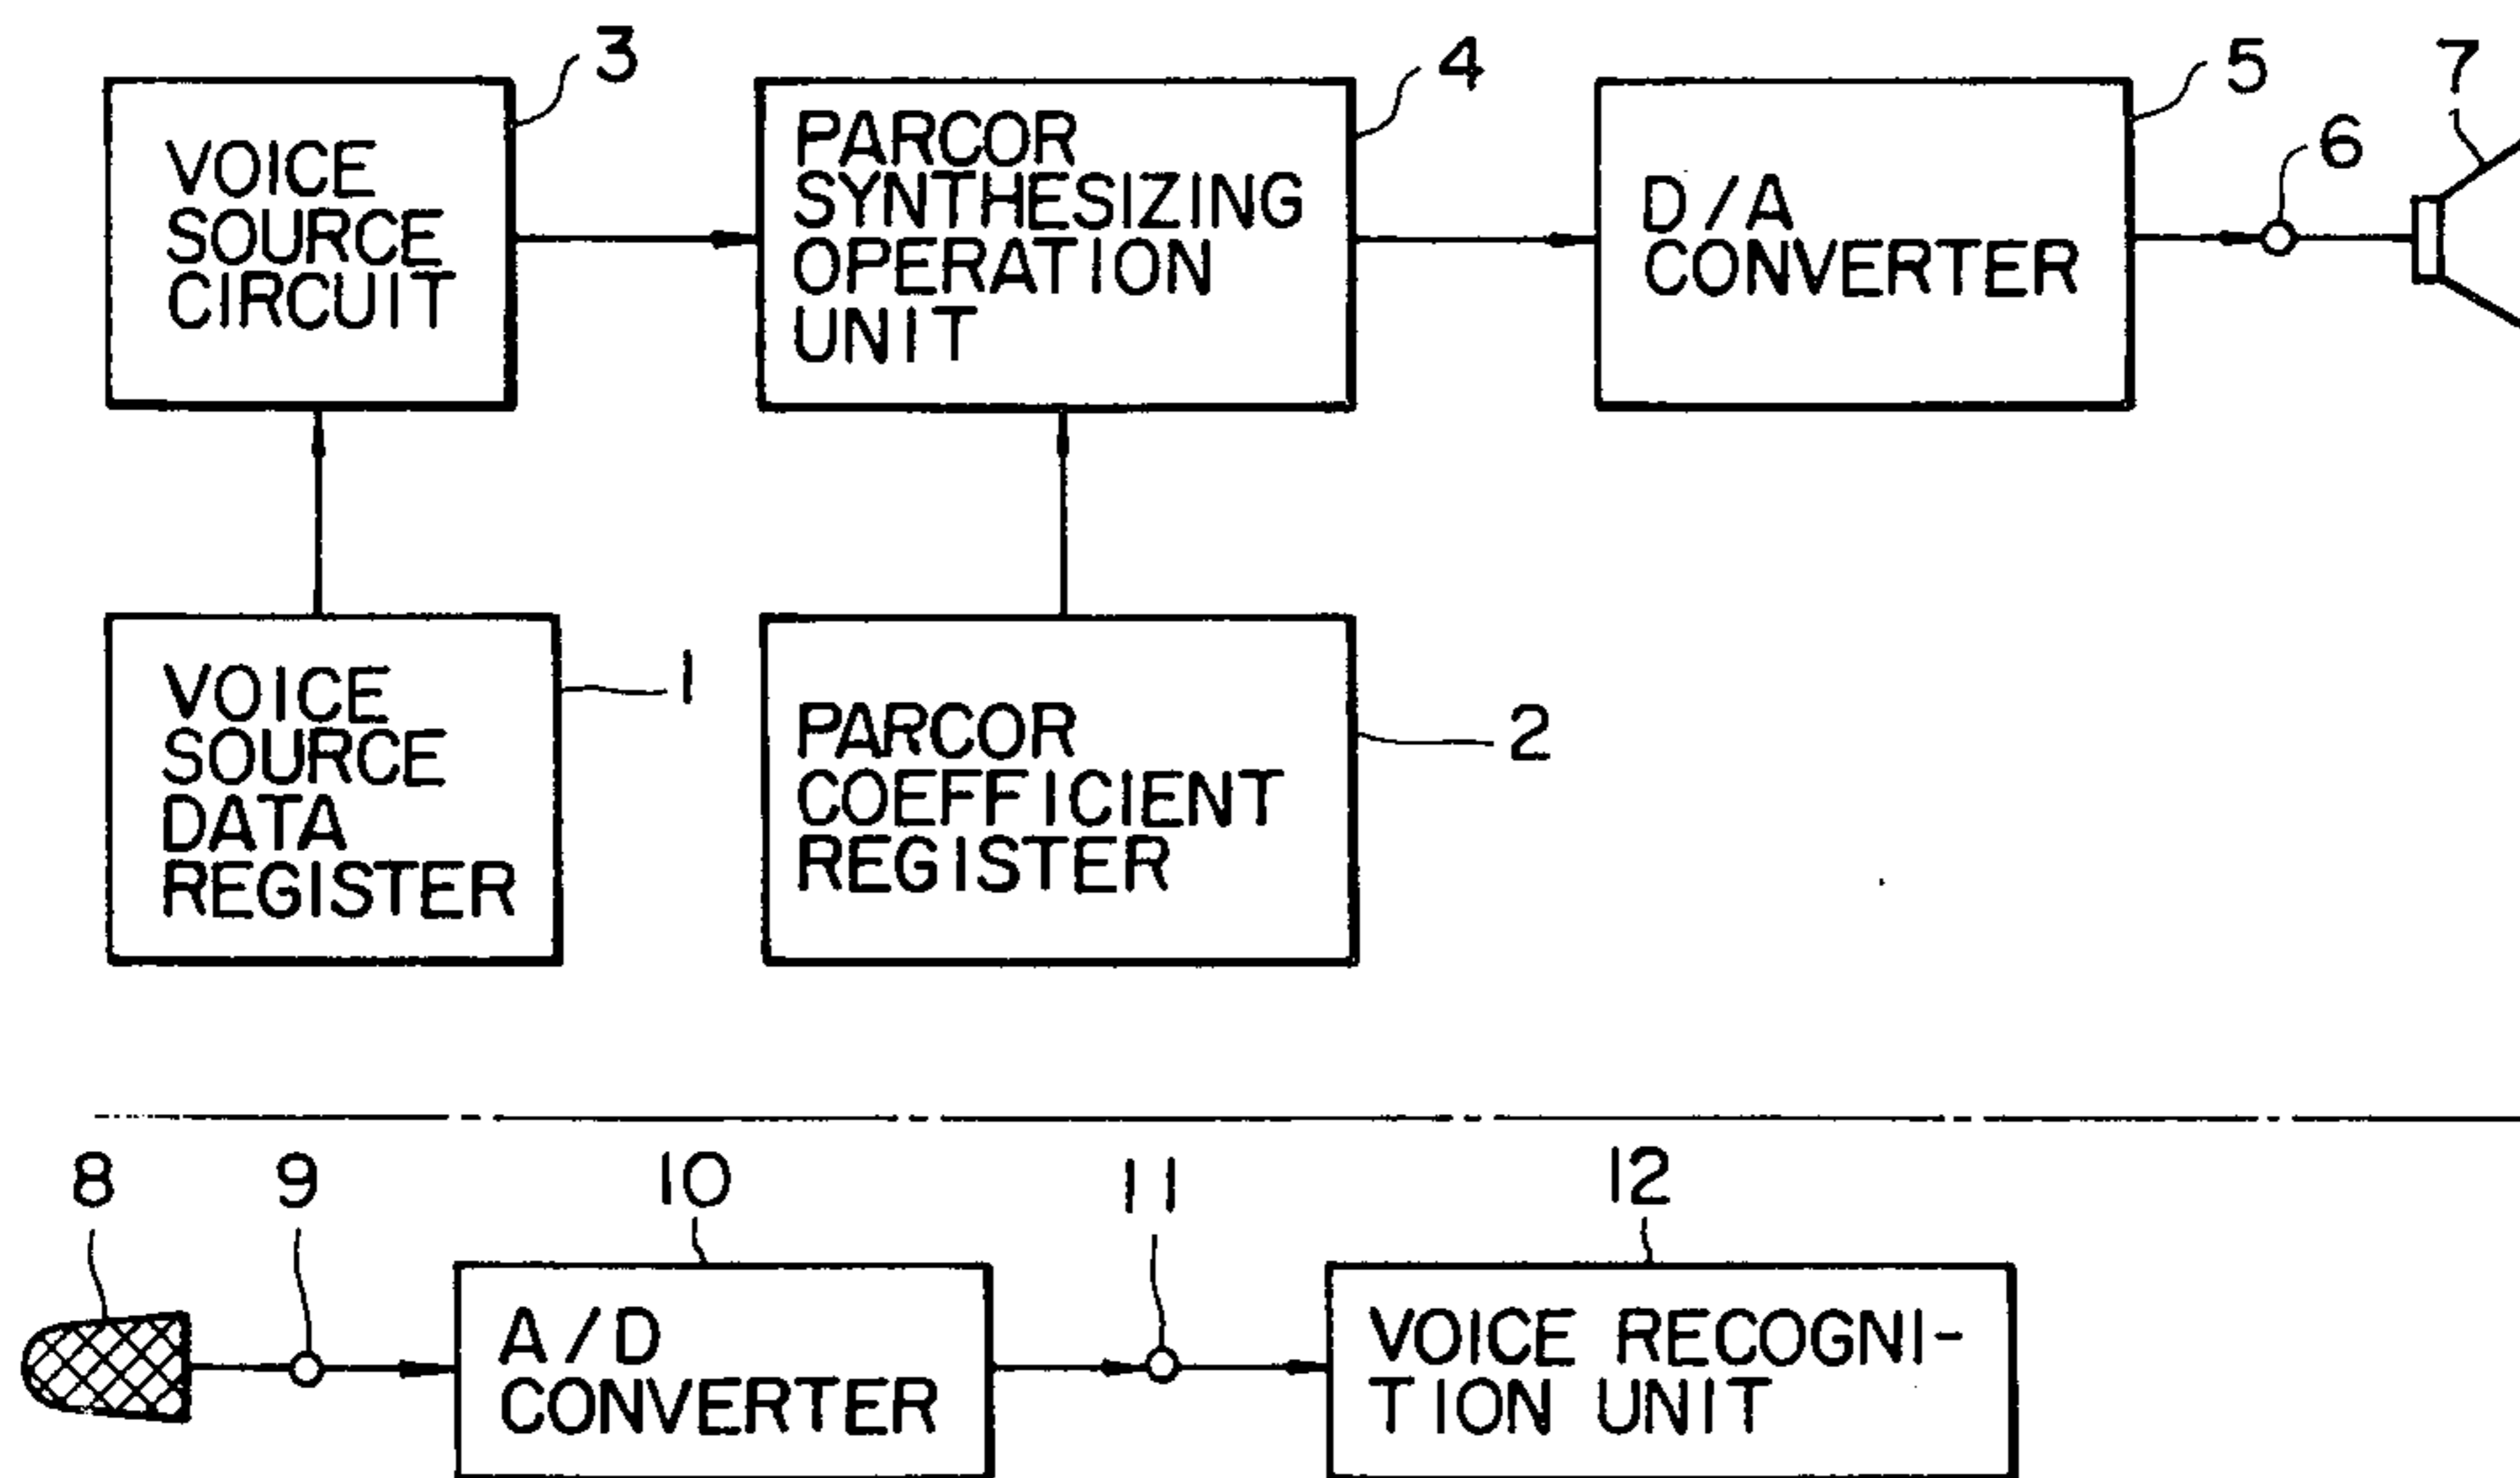 3
VOICE
SOURCE
CIRCUIT
4
PARCOR
SYNTHESIZING
OPERATION
UNIT
5
D/A
CONVERTER
6
7
1
VOICE
SOURCE
DATA
REGISTER
2
PARCOR
COEFFICIENT
REGISTER
8
9
10
A/D
CONVERTER
11
12
VOICE RECOGNI-
TION UNIT